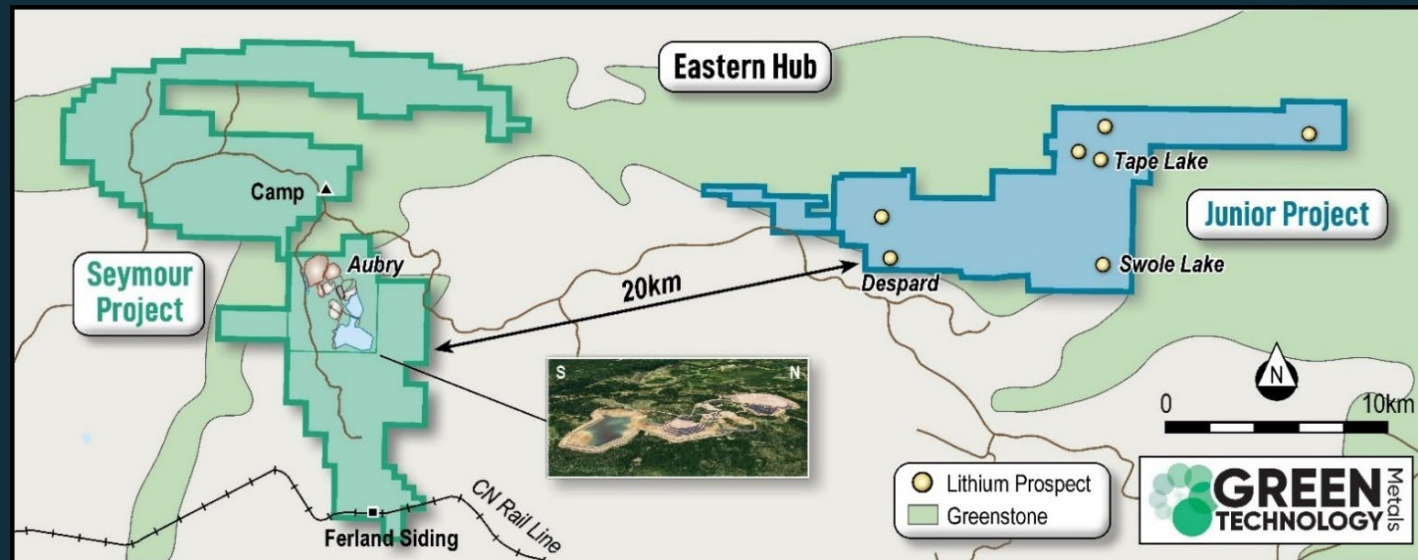 Eastern Hub
Tape Lake
Camp
Junior Project
Seymour
Project
Aubry
Swole Lake
Despard
20km
S
N
N
0
10km
Lithium Prospect
Greenstone
GREEN
TECHNOLOGY
Metals
CN Rail Line
Ferland Siding